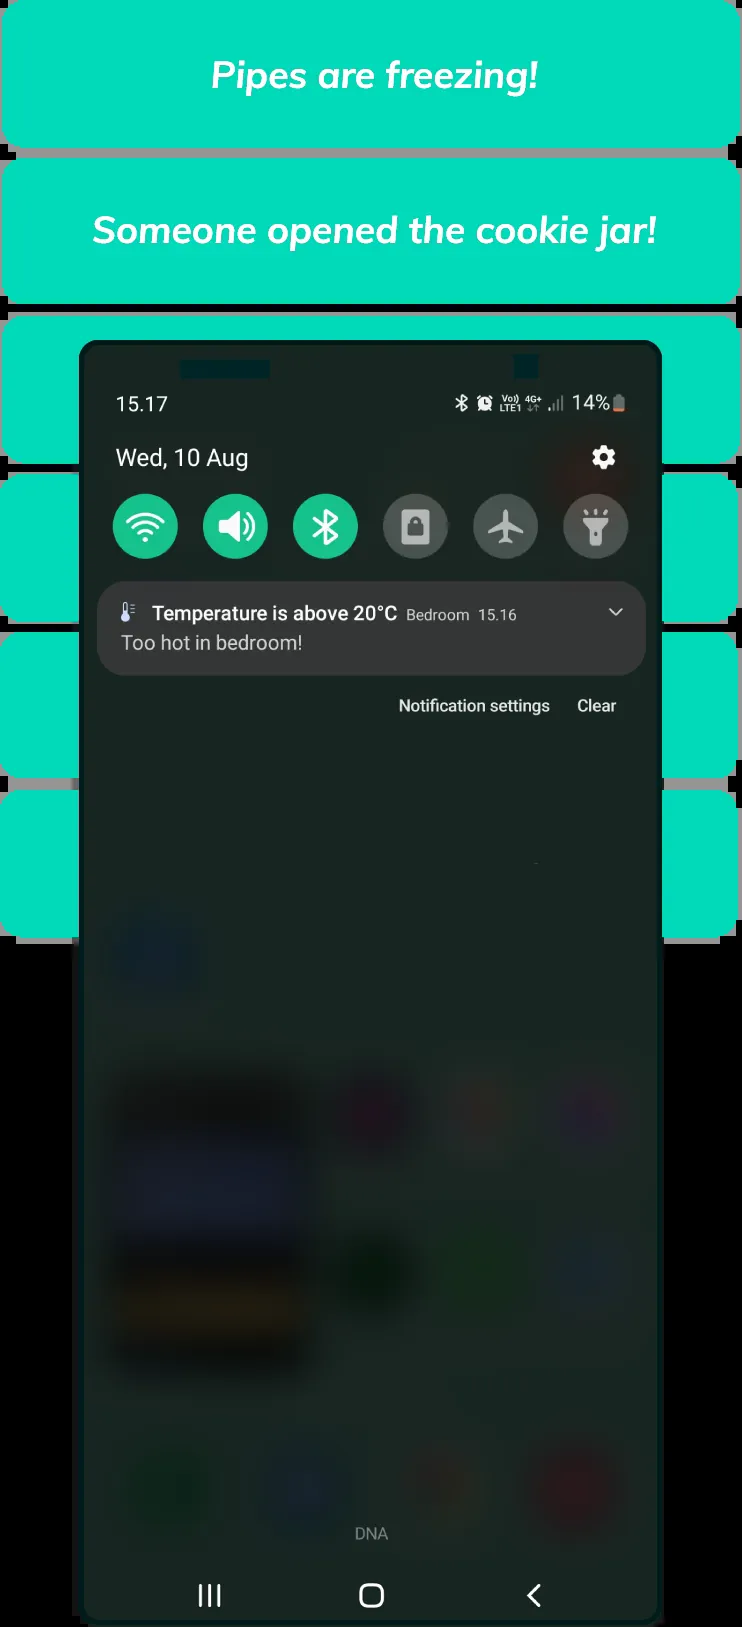 Pipes are freezing!
Someone opened the cookie jar!
15.17
Vo) LTE1 4G+ 14%
Wed, 10 Aug
Temperature is above 20°C Bedroom 15.16
Too hot in bedroom!
Notification settings Clear
DNA